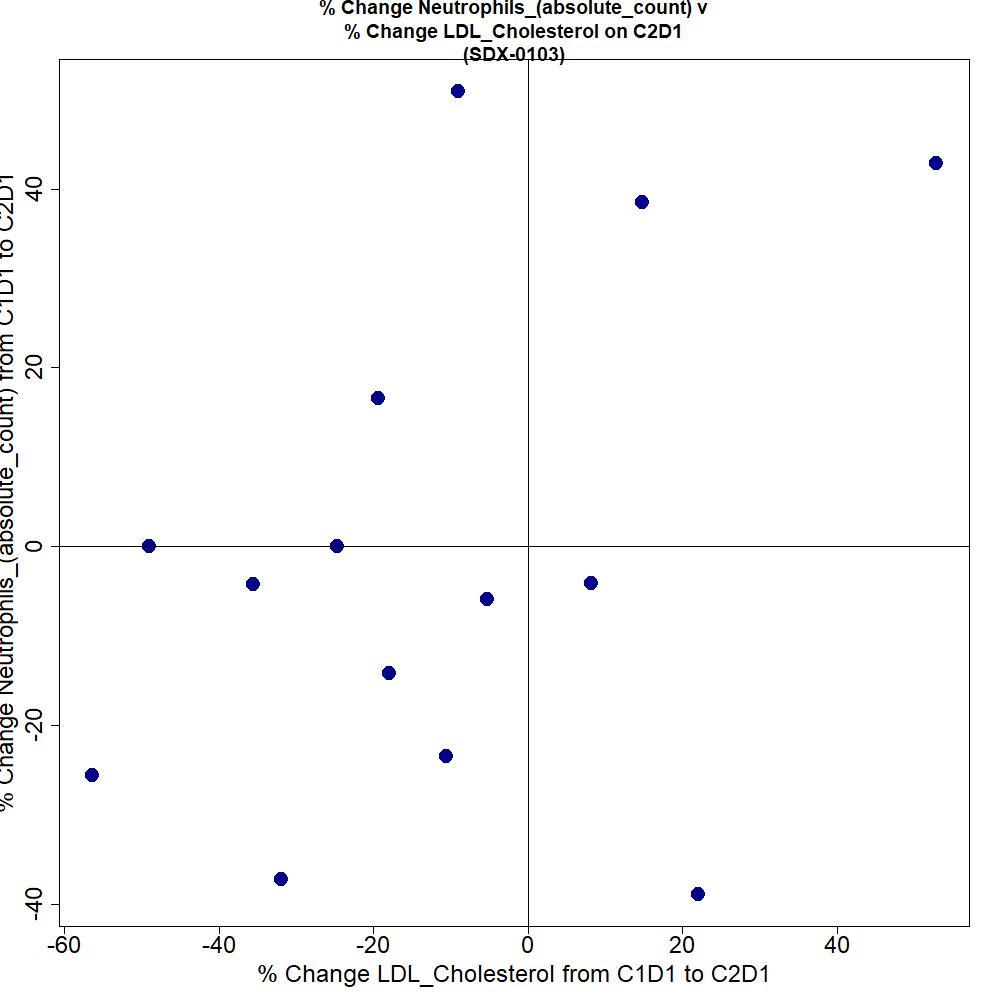 % Change Neutrophils_(absolute_count) v
% Change LDL_Cholesterol on C2D1
(SDX-0103)
% Change Neutrophils_(absolute_count) from C1D1 to C2D1
40
20
0
-20
-40
-60
-40
-20
0
20
40
% Change LDL_Cholesterol from C1D1 to C2D1